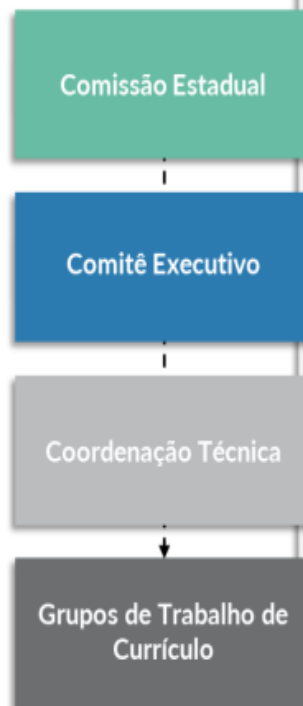 Comissão Estadual
Comitê Executivo
Coordenação Técnica
Grupos de Trabalho de
Currículo